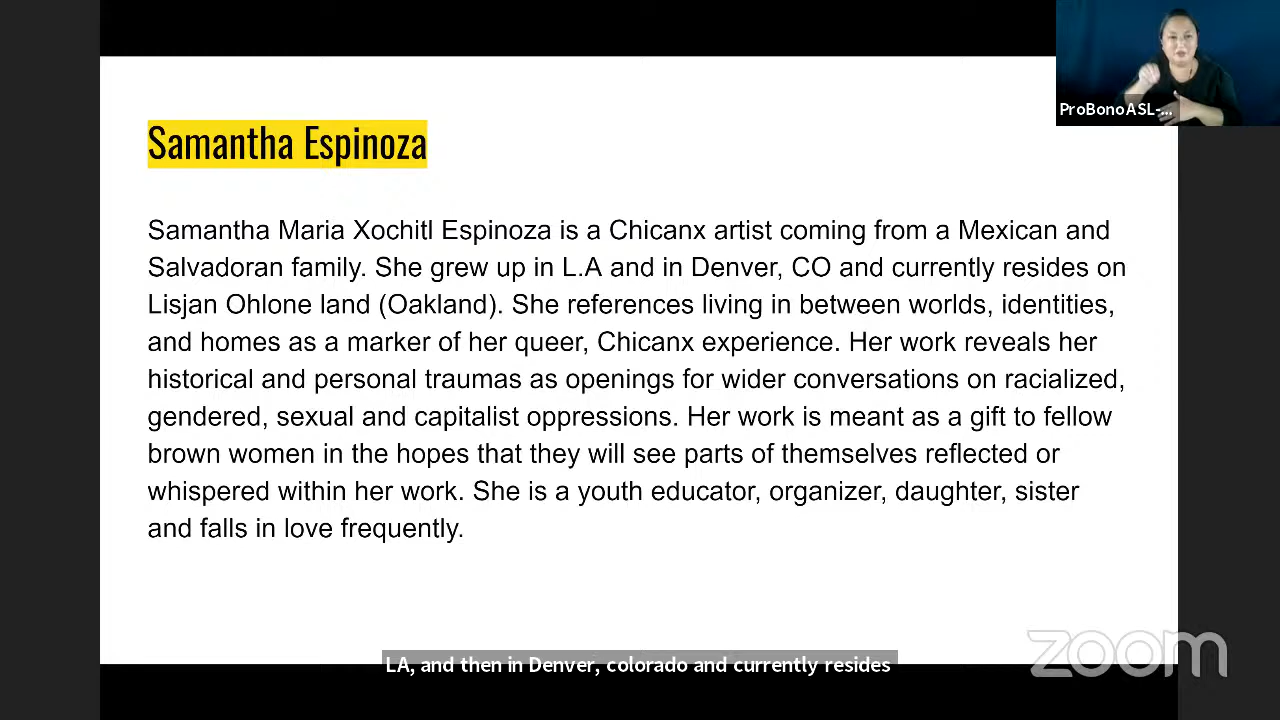 ProBonoASL-...
Samantha Espinoza
Samantha Maria Xochitl Espinoza is a Chicanx artist coming from a Mexican and
Salvadoran family. She grew up in L.A and in Denver, CO and currently resides on
Lisjan Ohlone land (Oakland). She references living in between worlds, identities,
and homes as a marker of her queer, Chicanx experience. Her work reveals her
historical and personal traumas as openings for wider conversations on racialized,
gendered, sexual and capitalist oppressions. Her work is meant as a gift to fellow
brown women in the hopes that they will see parts of themselves reflected or
whispered within her work. She is a youth educator, organizer, daughter, sister
and falls in love frequently.
zoom
LA, and then in Denver, colorado and currently resides